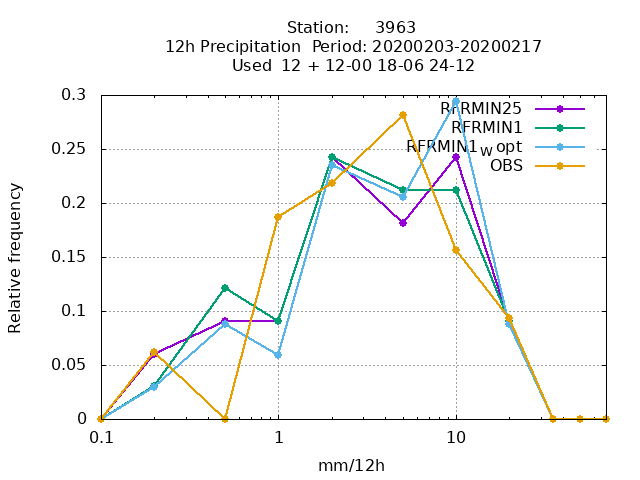 Station:     3963
12h Precipitation  Period: 20200203-20200217
Used  12 + 12-00 18-06 24-12
0.3
0.25
0.2
0.15
0.1
0.05
0
Relative frequency
RFRMIN25
RFRMIN1
RFRMIN1wopt
OBS
0.1 1 10
mm/12h